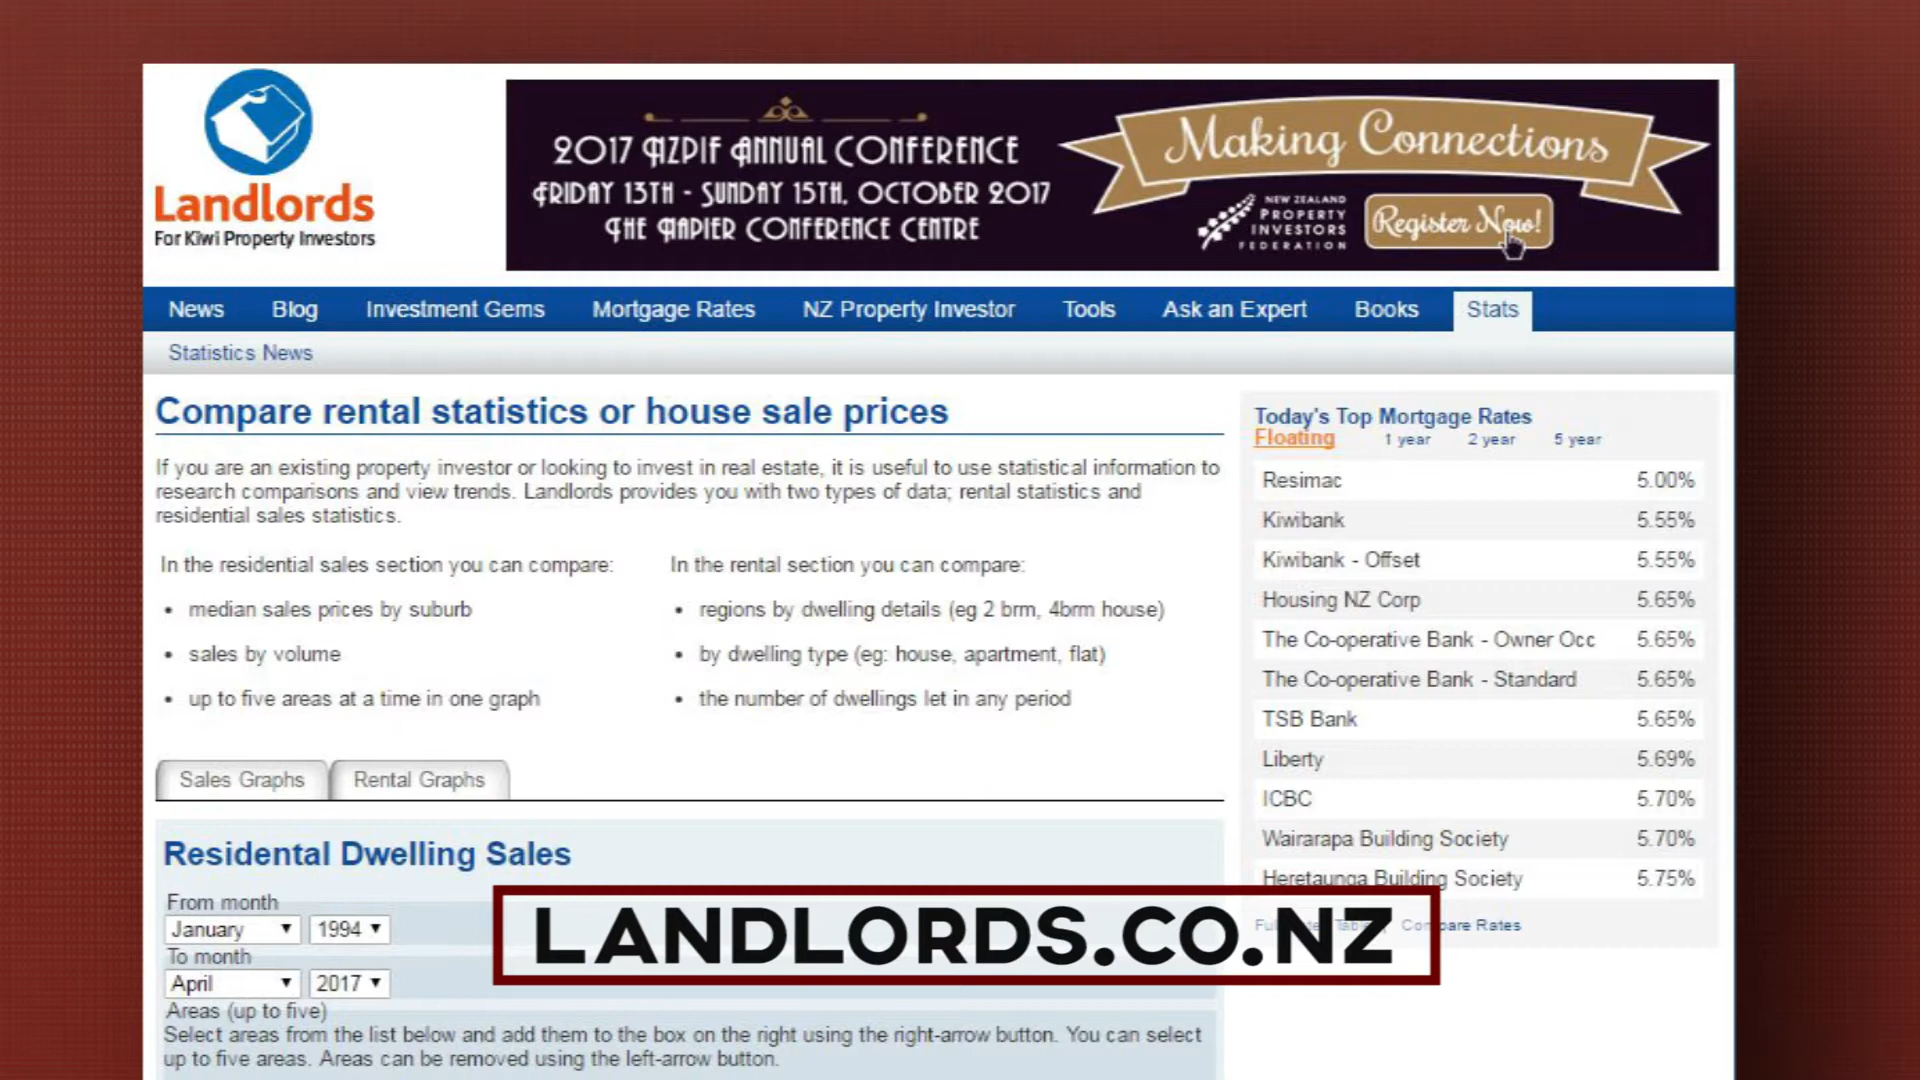 Landlords
For Kiwi Property Investors
2017 NZPIF ANNUAL CONFERENCE
FRIDAY 13TH - SUNDAY 15TH, OCTOBER 2017
THE NAPIER CONFERENCE CENTRE
Making Connections
NEW ZEALAND
PROPERTY
INVESTORS
FEDERATION
Register Now!
News Blog Investment Gems Mortgage Rates NZ Property Investor Tools Ask an Expert Books Stats
Statistics News
Compare rental statistics or house sale prices
If you are an existing property investor or looking to invest in real estate, it is useful to use statistical information to
research comparisons and view trends. Landlords provides you with two types of data; rental statistics and
residential sales statistics.
In the residential sales section you can compare:
• median sales prices by suburb
• sales by volume
• up to five areas at a time in one graph
In the rental section you can compare:
• regions by dwelling details (eg 2 brm, 4brm house)
• by dwelling type (eg: house, apartment, flat)
• the number of dwellings let in any period
Sales Graphs Rental Graphs
Residental Dwelling Sales
From month
January 1994
To month
April 2017
Areas (up to five)
Select areas from the list below and add them to the box on the right using the right-arrow button. You can select
up to five areas. Areas can be removed using the left-arrow button.
Today's Top Mortgage Rates
Floating 1 year 2 year 5 year
Resimac 5.00%
Kiwibank 5.55%
Kiwibank - Offset 5.55%
Housing NZ Corp 5.65%
The Co-operative Bank - Owner Occ 5.65%
The Co-operative Bank - Standard 5.65%
TSB Bank 5.65%
Liberty 5.69%
ICBC 5.70%
Wairarapa Building Society 5.70%
Heretaunga Building Society 5.75%
Compare Rates
LANDLORDS.CO.NZ